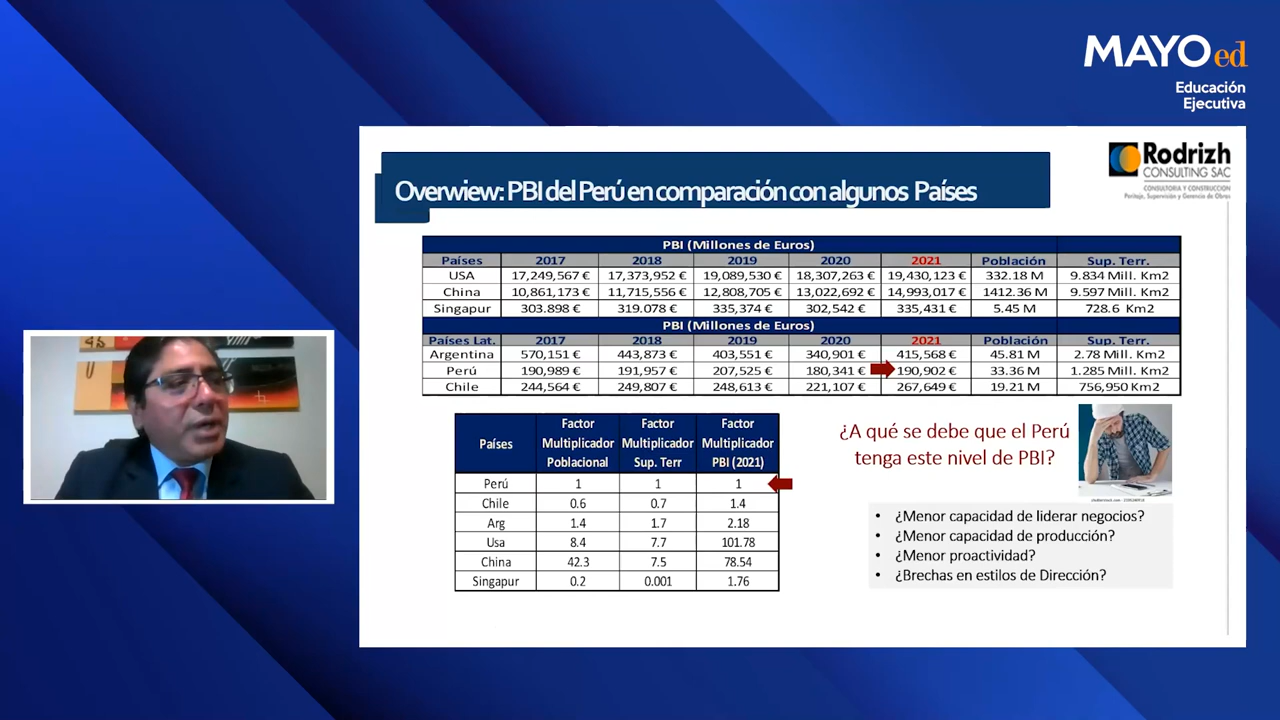 MAYO ed
Educación
Ejecutiva
Rodrizh
CONSULTING SAC
CONSULTORIA Y CONSTRUCCION
Peritaje, Supervisión y Gerencia de Obras
Overwiew: PBI del Perú en comparación con algunos Países
PBI (Millones de Euros)
Países 2017 2018 2019 2020 2021 Población Sup. Terr.
USA 17,249,567 € 17,373,952 € 19,089,530 € 18,307,263 € 19,430,123 € 332.18 M 9.834 Mill. Km2
China 10,861,173 € 11,715,556 € 12,808,705 € 13,022,692 € 14,993,017 € 1412.36 M 9.597 Mill. Km2
Singapur 303.898 € 319.078 € 335,374 € 302,542 € 335,431 € 5.45 M 728.6 Km2
PBI (Millones de Euros)
Países Lat. 2017 2018 2019 2020 2021 Población Sup. Terr.
Argentina 570,151 € 443,873 € 403,551 € 340,901 € 415,568 € 45.81 M 2.78 Mill. Km2
Perú 190,989 € 191,957 € 207,525 € 180,341 € 190,902 € 33.36 M 1.285 Mill. Km2
Chile 244,564 € 249,807 € 248,613 € 221,107 € 267,649 € 19.21 M 756,950 Km2
Países Factor Multiplicador Poblacional Factor Multiplicador Sup. Terr Factor Multiplicador PBI (2021)
Perú 1 1 1
Chile 0.6 0.7 1.4
Arg 1.4 1.7 2.18
Usa 8.4 7.7 101.78
China 42.3 7.5 78.54
Singapur 0.2 0.001 1.76
¿A qué se debe que el Perú
tenga este nivel de PBI?
• ¿Menor capacidad de liderar negocios?
• ¿Menor capacidad de producción?
• ¿Menor proactividad?
• ¿Brechas en estilos de Dirección?